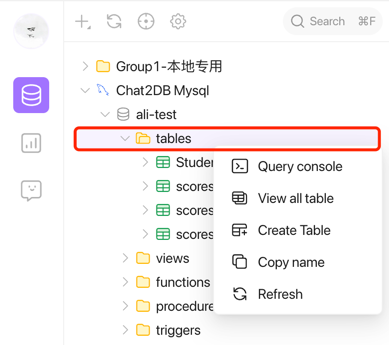 Search ⌘F
Group1-本地专用
Chat2DB Mysql
ali-test
tables
Studen
Query console
scores
View all table
scores
Create Table
scores
Copy name
views
functions
Refresh
procedure
triggers